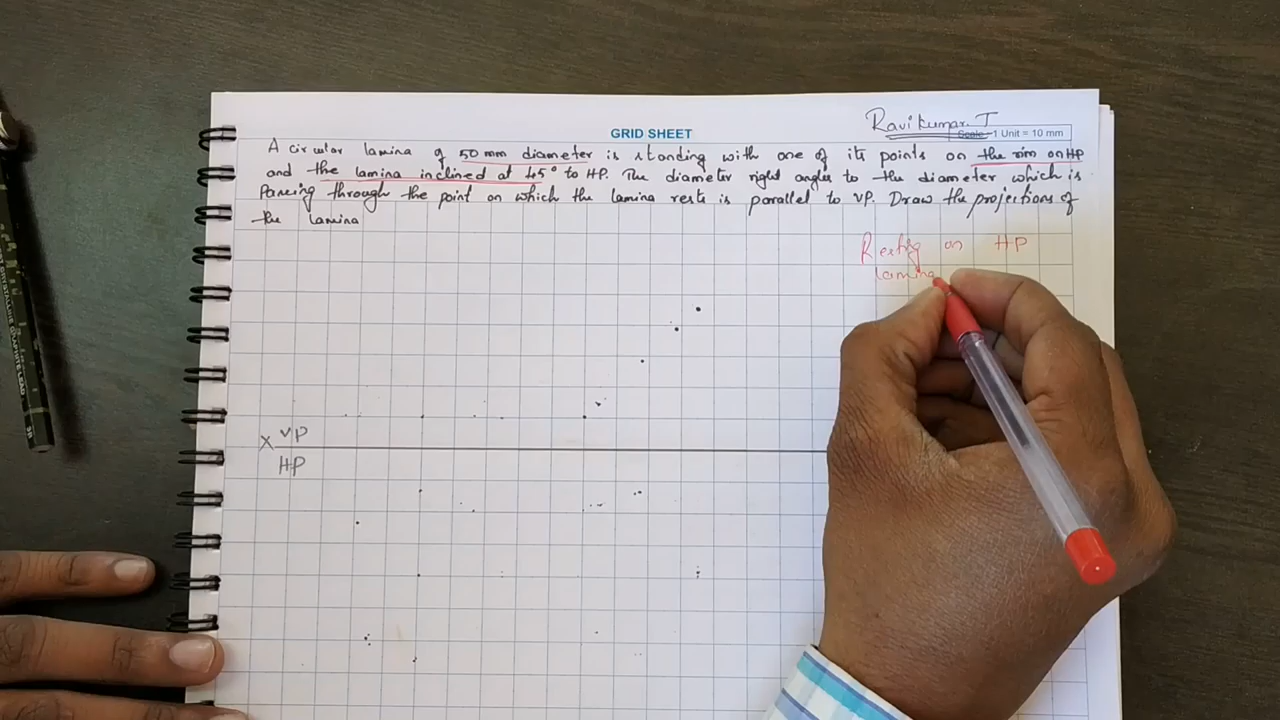 Ravikumar.T
GRID SHEET
Scale - 1 Unit = 10 mm
A circular lamina of 50 mm diameter is standing with one of its points on the rim on HP
and the lamina inclined at 45° to HP. The diameter right angles to the diameter which is
Passing through the point on which the lamina rests is parallel to VP. Draw the projections of
the lamina
Resting on HP
lamina
X VP
HP